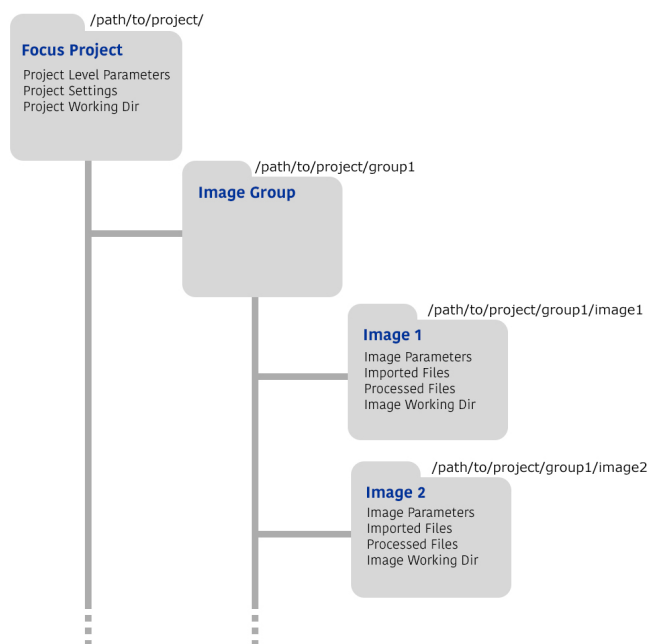 /path/to/project/
Focus Project
Project Level Parameters
Project Settings
Project Working Dir
/path/to/project/group1
Image Group
/path/to/project/group1/image1
Image 1
Image Parameters
Imported Files
Processed Files
Image Working Dir
/path/to/project/group1/image2
Image 2
Image Parameters
Imported Files
Processed Files
Image Working Dir